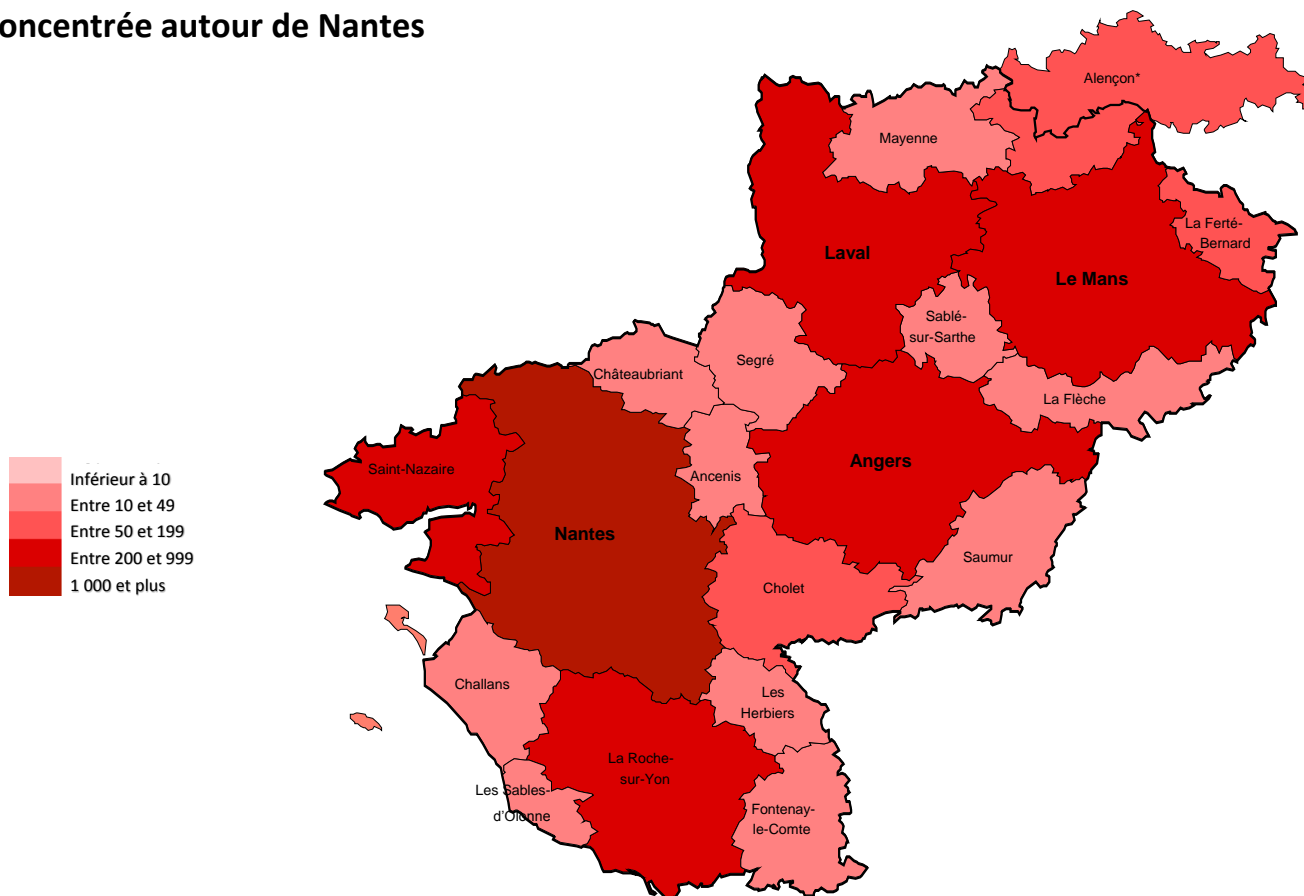 oncentrée autour de Nantes
Alençon*
Mayenne
La Ferté-
Bernard
Laval
Le Mans
Sablé-
sur-Sarthe
Segré
Châteaubriant
La Flèche
Saint-Nazaire
Ancenis
Angers
Inférieur à 10
Entre 10 et 49
Entre 50 et 199
Entre 200 et 999
1 000 et plus
Nantes
Saumur
Cholet
Challans
Les
Herbiers
La Roche-
sur-Yon
Les Sables-
d'Olonne
Fontenay-
le-Comte